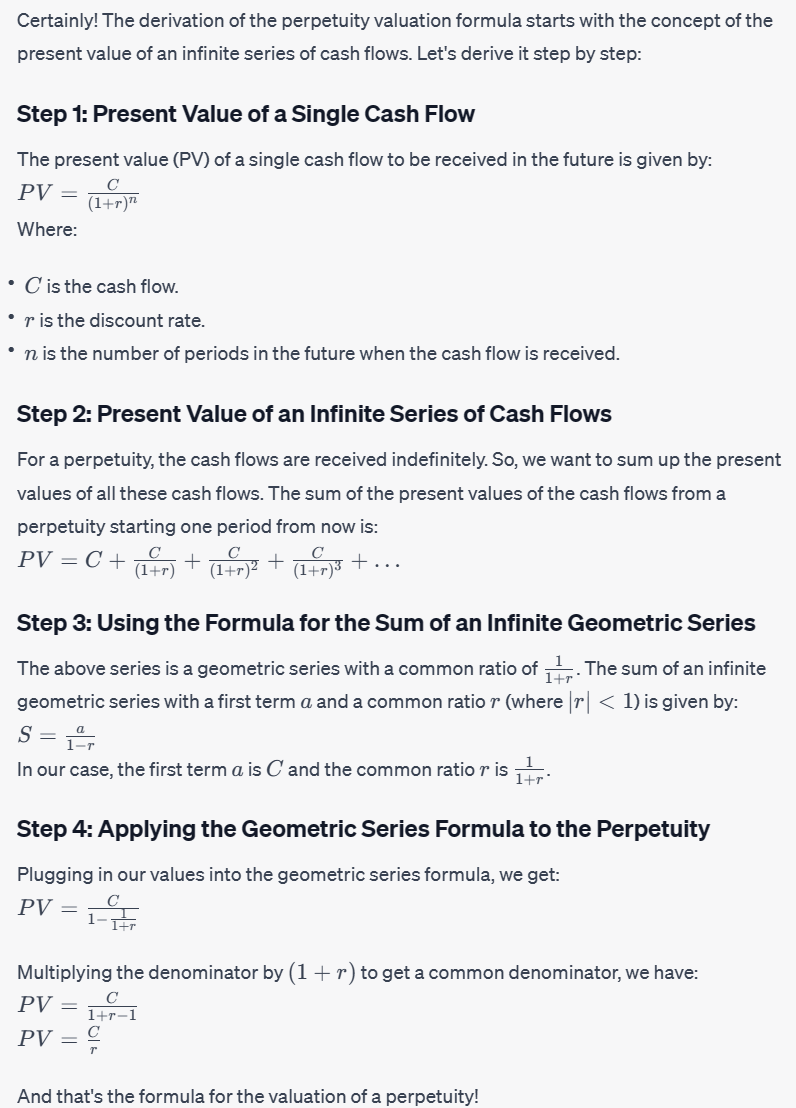 Certainly! The derivation of the perpetuity valuation formula starts with the concept of the
present value of an infinite series of cash flows. Let's derive it step by step:
Step 1: Present Value of a Single Cash Flow
The present value (PV) of a single cash flow to be received in the future is given by:
PV = C/(1+r)^n
Where:
• C is the cash flow.
• r is the discount rate.
• n is the number of periods in the future when the cash flow is received.
Step 2: Present Value of an Infinite Series of Cash Flows
For a perpetuity, the cash flows are received indefinitely. So, we want to sum up the present
values of all these cash flows. The sum of the present values of the cash flows from a
perpetuity starting one period from now is:
PV = C + C/(1+r) + C/(1+r)^2 + C/(1+r)^3 + ...
Step 3: Using the Formula for the Sum of an Infinite Geometric Series
The above series is a geometric series with a common ratio of 1/(1+r). The sum of an infinite
geometric series with a first term a and a common ratio r (where |r| < 1) is given by:
S = a/(1−r)
In our case, the first term a is C and the common ratio r is 1/(1+r).
Step 4: Applying the Geometric Series Formula to the Perpetuity
Plugging in our values into the geometric series formula, we get:
PV = C/(1−1/(1+r))
Multiplying the denominator by (1 + r) to get a common denominator, we have:
PV = C/(1+r−1)
PV = C/r
And that's the formula for the valuation of a perpetuity!